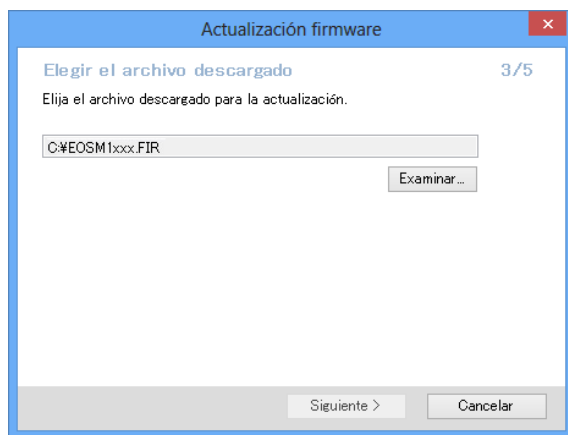 Actualización firmware
Elegir el archivo descargado 3/5
Elija el archivo descargado para la actualización.
C:¥EOSM1xxx.FIR
Examinar...
Siguiente >
Cancelar